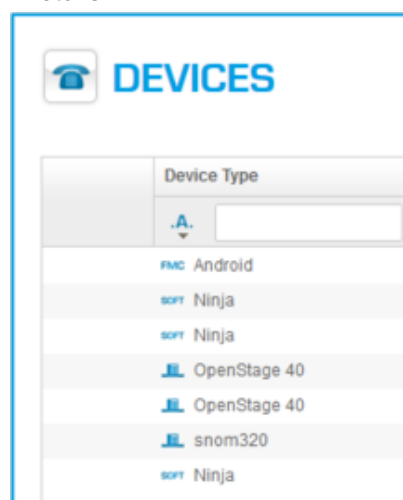 DEVICES
Device Type
.A.
FMC Android
SOFT Ninja
SOFT Ninja
OpenStage 40
OpenStage 40
snom320
SOFT Ninja